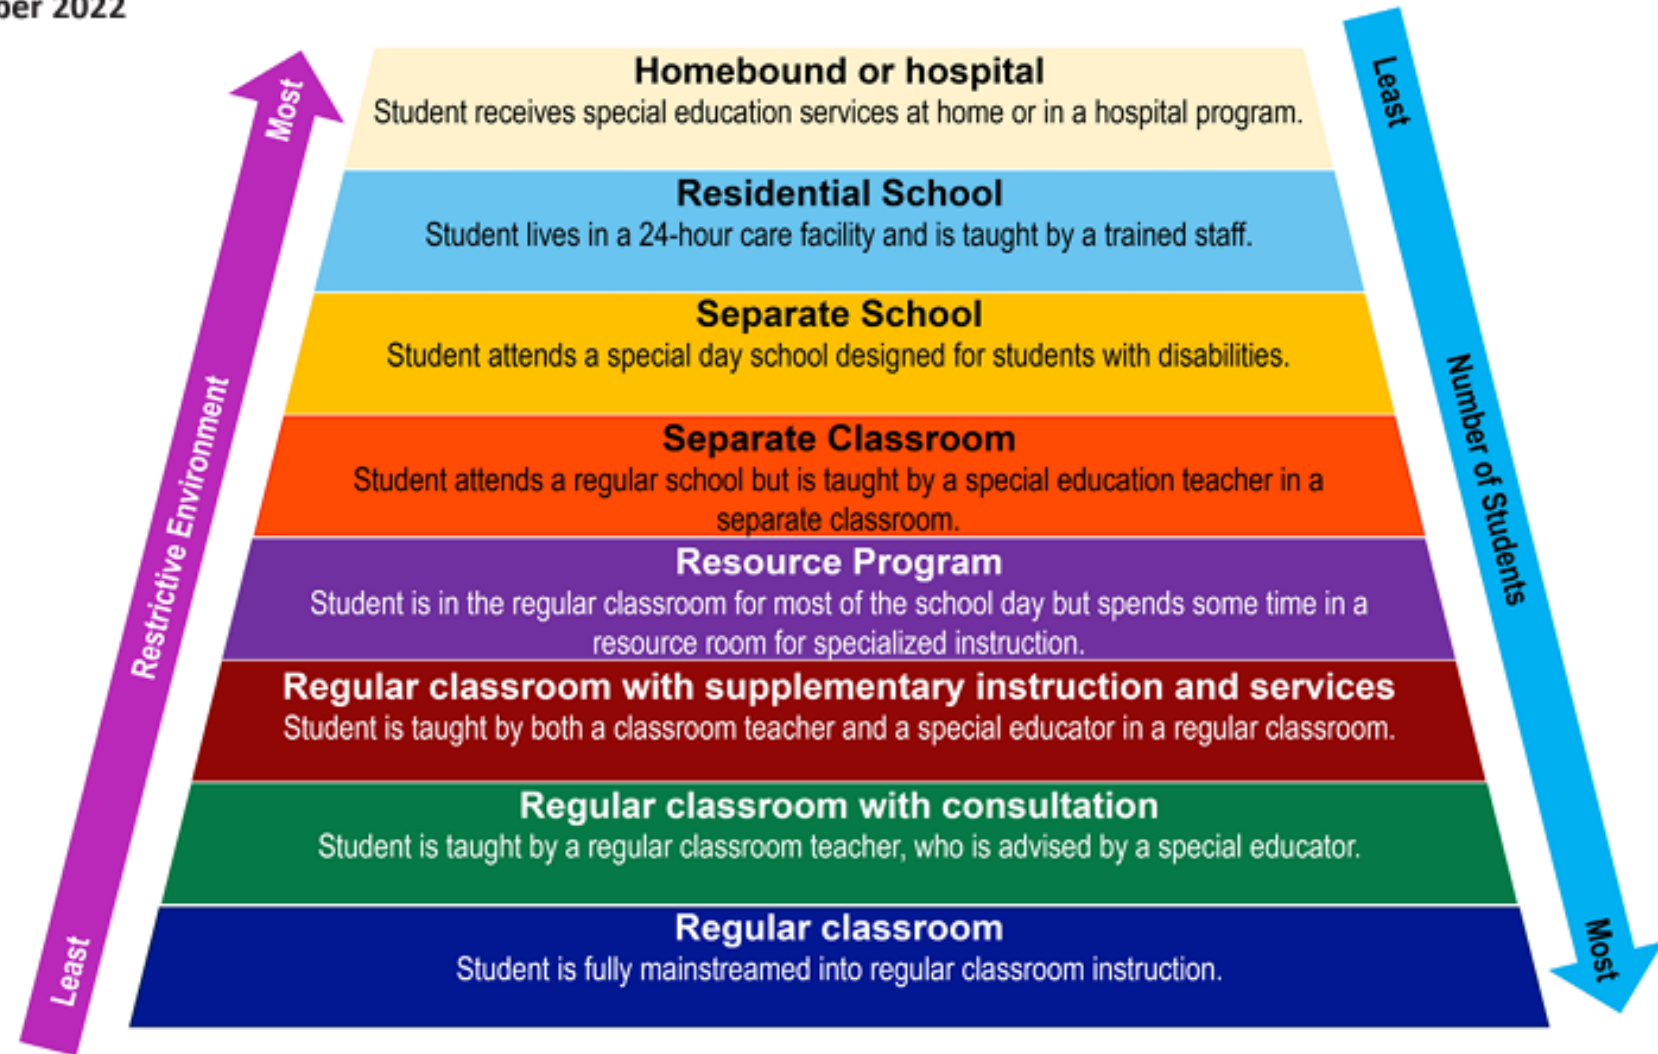 2022
Homebound or hospital
Student receives special education services at home or in a hospital program.
Residential School
Student lives in a 24-hour care facility and is taught by a trained staff.
Separate School
Student attends a special day school designed for students with disabilities.
Separate Classroom
Student attends a regular school but is taught by a special education teacher in a
separate classroom.
Resource Program
Student is in the regular classroom for most of the school day but spends some time in a
resource room for specialized instruction.
Regular classroom with supplementary instruction and services
Student is taught by both a classroom teacher and a special educator in a regular classroom.
Regular classroom with consultation
Student is taught by a regular classroom teacher, who is advised by a special educator.
Regular classroom
Student is fully mainstreamed into regular classroom instruction.
Most
Restrictive Environment
Least
Least
Number of Students
Most